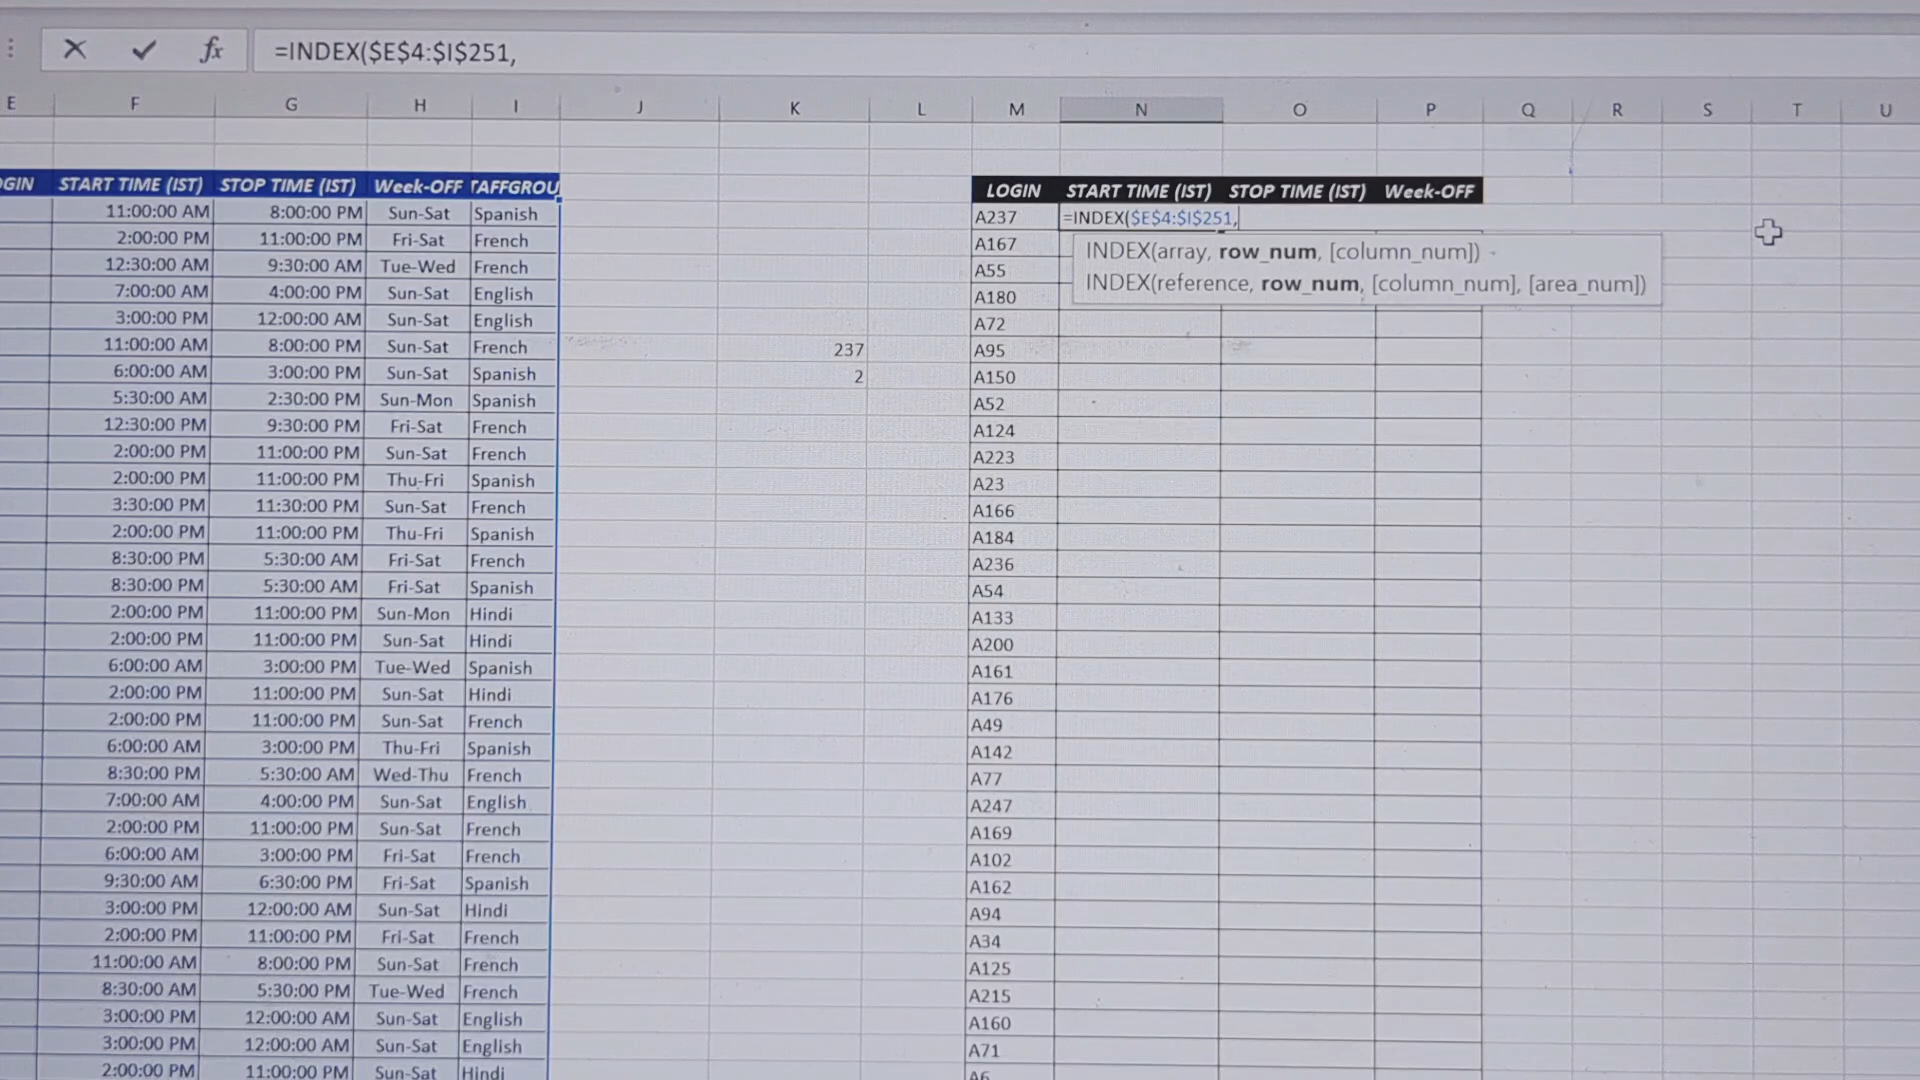 =INDEX($E$4:$I$251,
E F G H I J K L M N O P Q R S T U
GIN START TIME (IST) STOP TIME (IST) Week-OFF TAFFGROU LOGIN START TIME (IST) STOP TIME (IST) Week-OFF
11:00:00 AM 8:00:00 PM Sun-Sat Spanish A237 =INDEX($E$4:$I$251,
2:00:00 PM 11:00:00 PM Fri-Sat French A167 INDEX(array, row_num, [column_num])
12:30:00 AM 9:30:00 AM Tue-Wed French A55 INDEX(reference, row_num, [column_num], [area_num])
7:00:00 AM 4:00:00 PM Sun-Sat English A180
3:00:00 PM 12:00:00 AM Sun-Sat English A72
11:00:00 AM 8:00:00 PM Sun-Sat French 237 A95
6:00:00 AM 3:00:00 PM Sun-Sat Spanish 2 A150
5:30:00 AM 2:30:00 PM Sun-Mon Spanish A52
12:30:00 PM 9:30:00 PM Fri-Sat French A124
2:00:00 PM 11:00:00 PM Sun-Sat French A223
2:00:00 PM 11:00:00 PM Thu-Fri Spanish A23
3:30:00 PM 11:30:00 PM Sun-Sat French A166
2:00:00 PM 11:00:00 PM Thu-Fri Spanish A184
8:30:00 PM 5:30:00 AM Fri-Sat French A236
8:30:00 PM 5:30:00 AM Fri-Sat Spanish A54
2:00:00 PM 11:00:00 PM Sun-Mon Hindi A133
2:00:00 PM 11:00:00 PM Sun-Sat Hindi A200
6:00:00 AM 3:00:00 PM Tue-Wed Spanish A161
2:00:00 PM 11:00:00 PM Sun-Sat Hindi A176
2:00:00 PM 11:00:00 PM Sun-Sat French A49
6:00:00 AM 3:00:00 PM Thu-Fri Spanish A142
8:30:00 PM 5:30:00 AM Wed-Thu French A77
7:00:00 AM 4:00:00 PM Sun-Sat English A247
2:00:00 PM 11:00:00 PM Sun-Sat French A169
6:00:00 AM 3:00:00 PM Fri-Sat French A102
9:30:00 AM 6:30:00 PM Fri-Sat Spanish A162
3:00:00 PM 12:00:00 AM Sun-Sat Hindi A94
2:00:00 PM 11:00:00 PM Fri-Sat French A34
11:00:00 AM 8:00:00 PM Sun-Sat French A125
8:30:00 AM 5:30:00 PM Tue-Wed French A215
3:00:00 PM 12:00:00 AM Sun-Sat English A160
3:00:00 PM 12:00:00 AM Sun-Sat English A71
2:00:00 PM 11:00:00 PM Sun-Sat Hindi A6